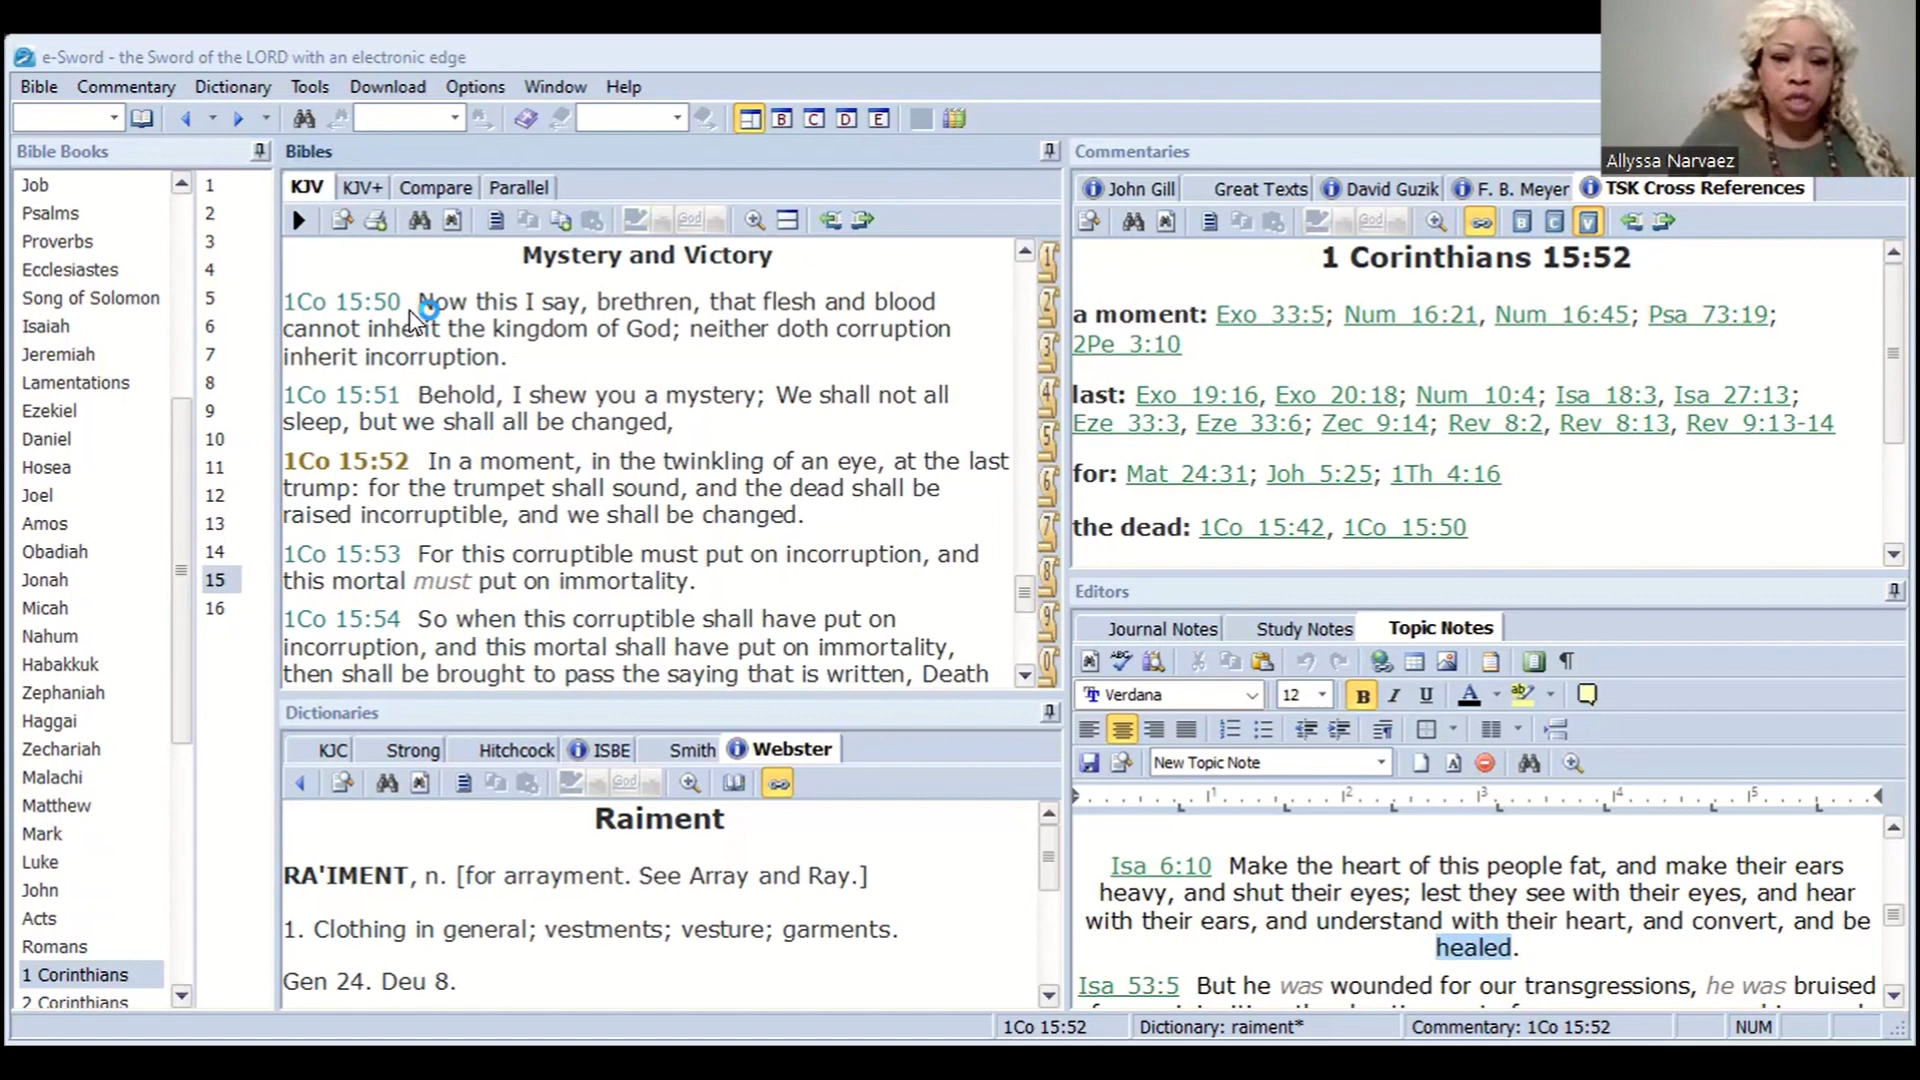 e-Sword - the Sword of the LORD with an electronic edge
Bible Commentary Dictionary Tools Download Options Window Help
B C D E
Allyssa Narvaez
Bible Books
Job
Psalms
Proverbs
Ecclesiastes
Song of Solomon
Isaiah
Jeremiah
Lamentations
Ezekiel
Daniel
Hosea
Joel
Amos
Obadiah
Jonah
Micah
Nahum
Habakkuk
Zephaniah
Haggai
Zechariah
Malachi
Matthew
Mark
Luke
John
Acts
Romans
1 Corinthians
2 Corinthians
1
2
3
4
5
6
7
8
9
10
11
12
13
14
15
16
Bibles
KJV KJV+ Compare Parallel
God
Mystery and Victory
1Co 15:50 Now this I say, brethren, that flesh and blood
cannot inherit the kingdom of God; neither doth corruption
inherit incorruption.
1Co 15:51 Behold, I shew you a mystery; We shall not all
sleep, but we shall all be changed,
1Co 15:52 In a moment, in the twinkling of an eye, at the last
trump: for the trumpet shall sound, and the dead shall be
raised incorruptible, and we shall be changed.
1Co 15:53 For this corruptible must put on incorruption, and
this mortal must put on immortality.
1Co 15:54 So when this corruptible shall have put on
incorruption, and this mortal shall have put on immortality,
then shall be brought to pass the saying that is written, Death
1
2
3
4
5
6
7
8
9
0
Dictionaries
KJC Strong Hitchcock ISBE Smith Webster
God
Raiment
RA'IMENT, n. [for arrayment. See Array and Ray.]
1. Clothing in general; vestments; vesture; garments.
Gen 24. Deu 8.
Commentaries
John Gill Great Texts David Guzik F. B. Meyer TSK Cross References
God B C V
1 Corinthians 15:52
a moment: Exo 33:5; Num 16:21, Num 16:45; Psa 73:19;
2Pe 3:10
last: Exo 19:16, Exo 20:18; Num 10:4; Isa 18:3, Isa 27:13;
Eze 33:3, Eze 33:6; Zec 9:14; Rev 8:2, Rev 8:13, Rev 9:13-14
for: Mat 24:31; Joh 5:25; 1Th 4:16
the dead: 1Co 15:42, 1Co 15:50
Editors
Journal Notes Study Notes Topic Notes
ABC ¶
Verdana 12 B I U A ab
New Topic Note A
1 2 3 4 5
Isa 6:10 Make the heart of this people fat, and make their ears
heavy, and shut their eyes; lest they see with their eyes, and hear
with their ears, and understand with their heart, and convert, and be
healed.
Isa 53:5 But he was wounded for our transgressions, he was bruised
1Co 15:52 Dictionary: raiment* Commentary: 1Co 15:52 NUM